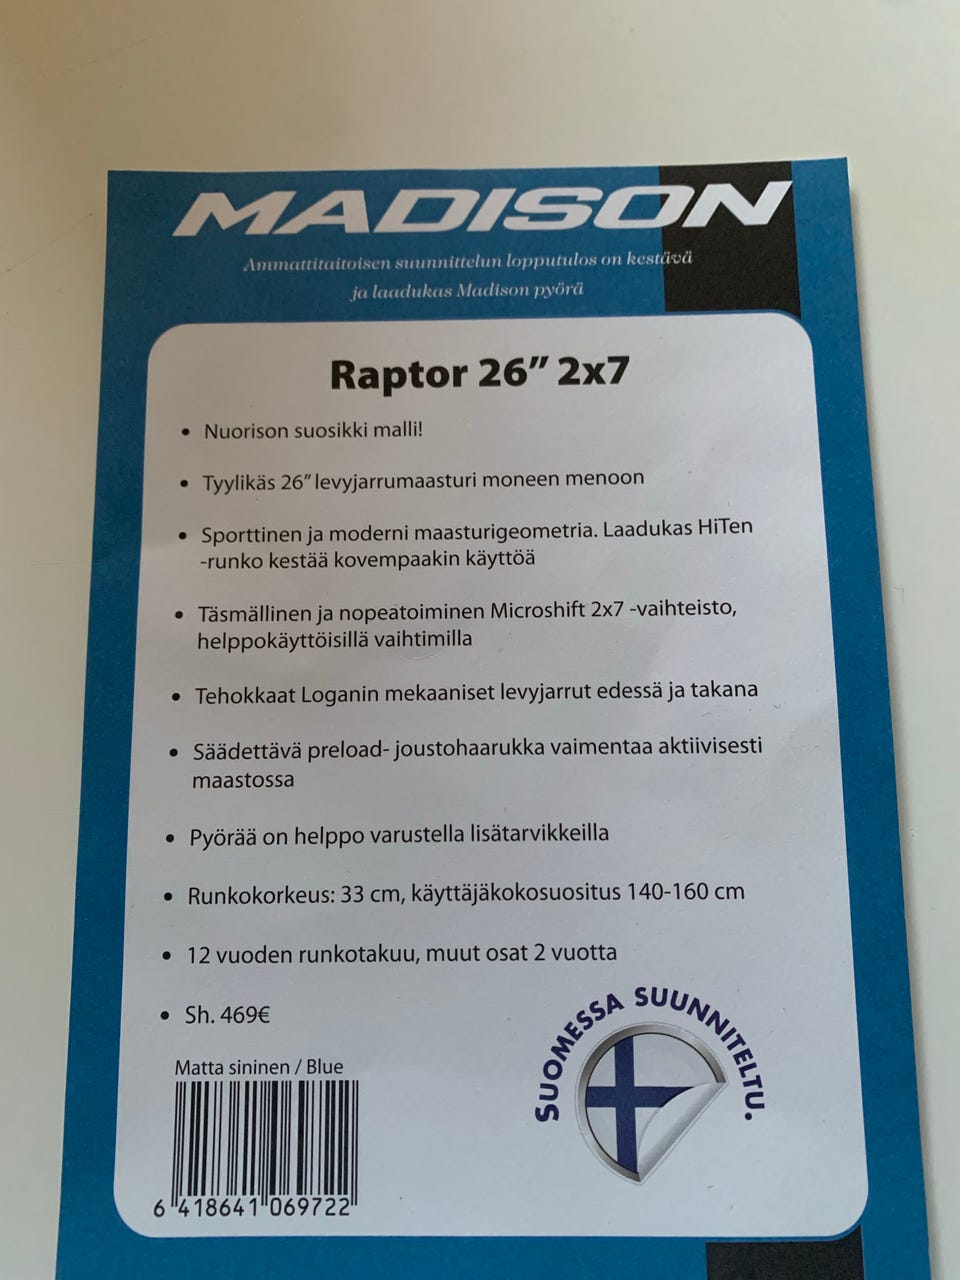 MADISON
Ammattitaitoisen suunnittelun lopputulos on kestävä
ja laadukas Madison pyörä
Raptor 26” 2x7
• Nuorison suosikki malli!
• Tyylikäs 26” levyjarrumaasturi moneen menoon
• Sporttinen ja moderni maasturigeometria. Laadukas HiTen
-runko kestää kovempaakin käyttöä
• Täsmällinen ja nopeatoiminen Microshift 2x7 -vaihteisto,
helppokäyttöisillä vaihtimilla
• Tehokkaat Loganin mekaaniset levyjarrut edessä ja takana
• Säädettävä preload- joustohaarukka vaimentaa aktiivisesti
maastossa
• Pyörää on helppo varustella lisätarvikkeilla
• Runkokorkeus: 33 cm, käyttäjäkokosuositus 140-160 cm
• 12 vuoden runkotakuu, muut osat 2 vuotta
• Sh. 469€
SUOMESSA SUUNNITELTU.
Matta sininen / Blue
6 418641 069722